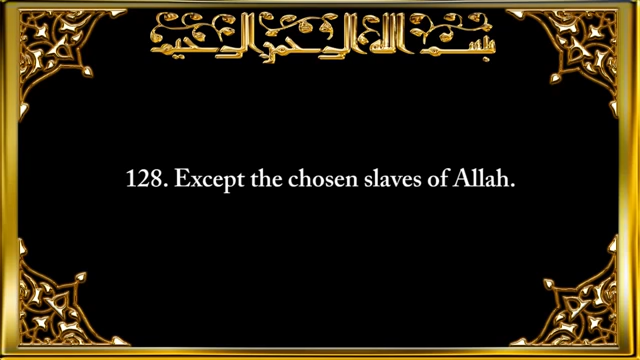 بسم الله الرحمن الرحيم
128. Except the chosen slaves of Allah.